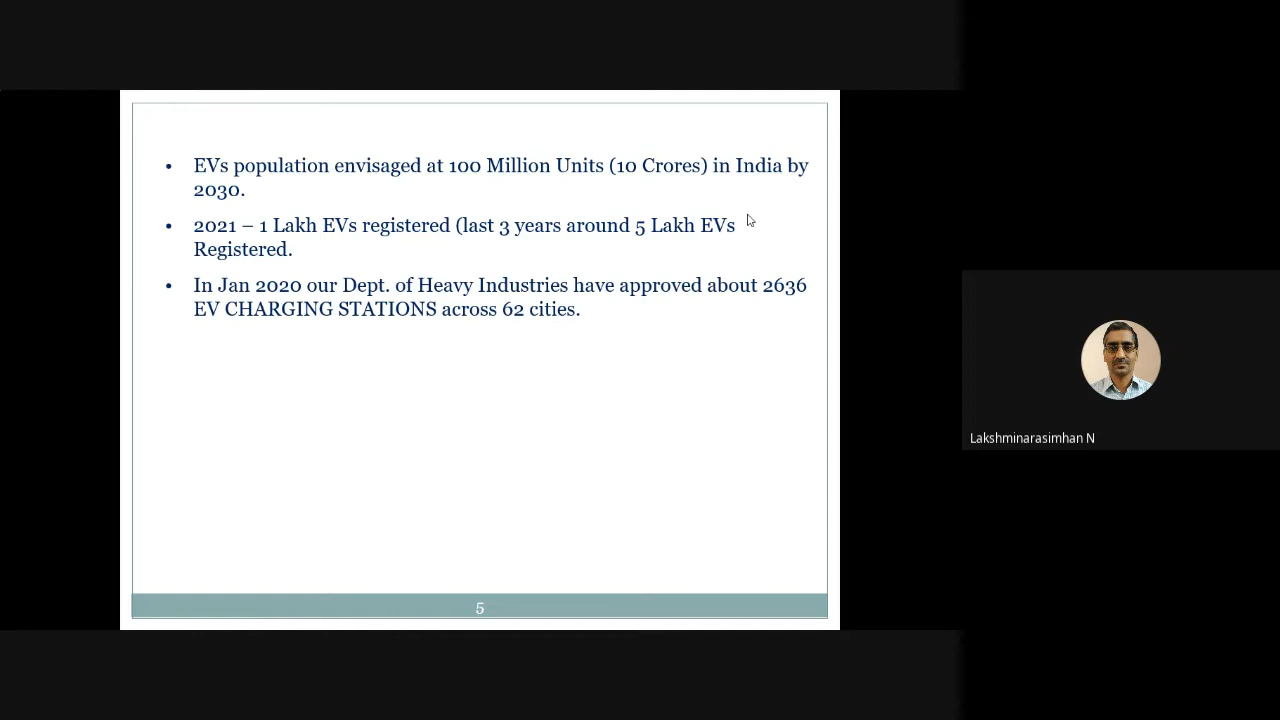 • EVs population envisaged at 100 Million Units (10 Crores) in India by
2030.
• 2021 – 1 Lakh EVs registered (last 3 years around 5 Lakh EVs
Registered.
• In Jan 2020 our Dept. of Heavy Industries have approved about 2636
EV CHARGING STATIONS across 62 cities.
5
Lakshminarasimhan N